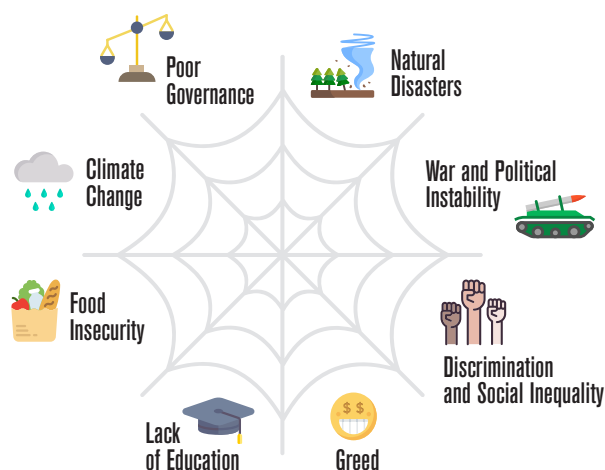 Poor
Governance
Natural
Disasters
Climate
Change
War and Political
Instability
Food
Insecurity
Discrimination
and Social Inequality
Lack
of Education
Greed